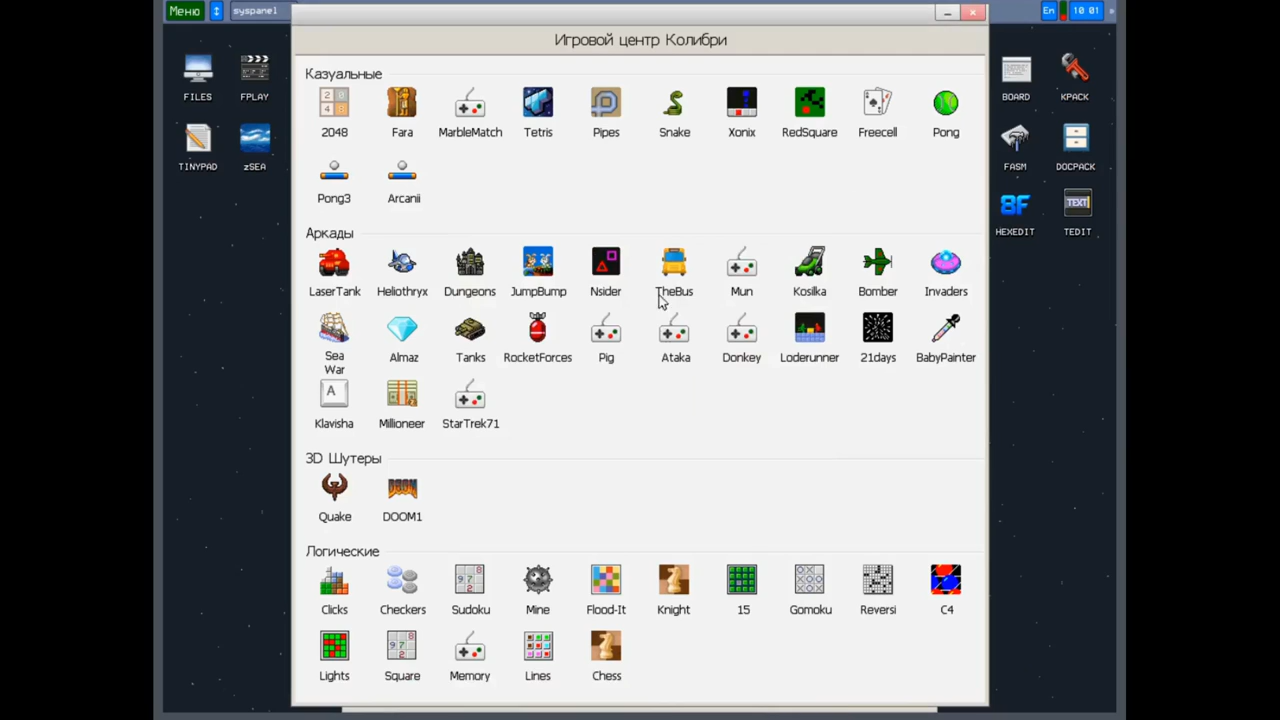 Меню
syspanel
En
10 01
Игровой центр Колибри
FILES
FPLAY
TINYPAD
zSEA
Казуальные
2048
Fara
MarbleMatch
Tetris
Pipes
Snake
Xonix
RedSquare
Freecell
Pong
Pong3
Arcanii
Аркады
LaserTank
Heliothryx
Dungeons
JumpBump
Nsider
TheBus
Mun
Kosilka
Bomber
Invaders
Sea
War
Almaz
Tanks
RocketForces
Pig
Ataka
Donkey
Loderunner
21days
BabyPainter
A
Klavisha
Millioneer
StarTrek71
3D Шутеры
Quake
DOOM
DOOM1
Логические
Clicks
Checkers
Sudoku
Mine
Flood-It
Knight
15
Gomoku
Reversi
C4
Lights
Square
Memory
Lines
Chess
BOARD
KPACK
FASM
DOCPACK
8F
HEXEDIT
TEXT
TEDIT